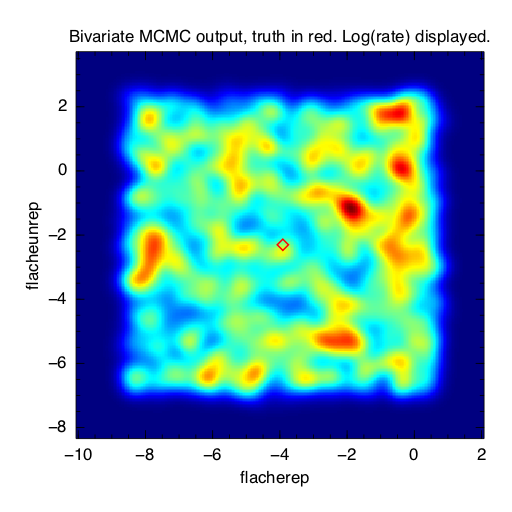 Bivariate MCMC output, truth in red. Log(rate) displayed.
2
0
−2
−4
−6
−8
flacheunrep
−10 −8 −6 −4 −2 0 2
flacherep